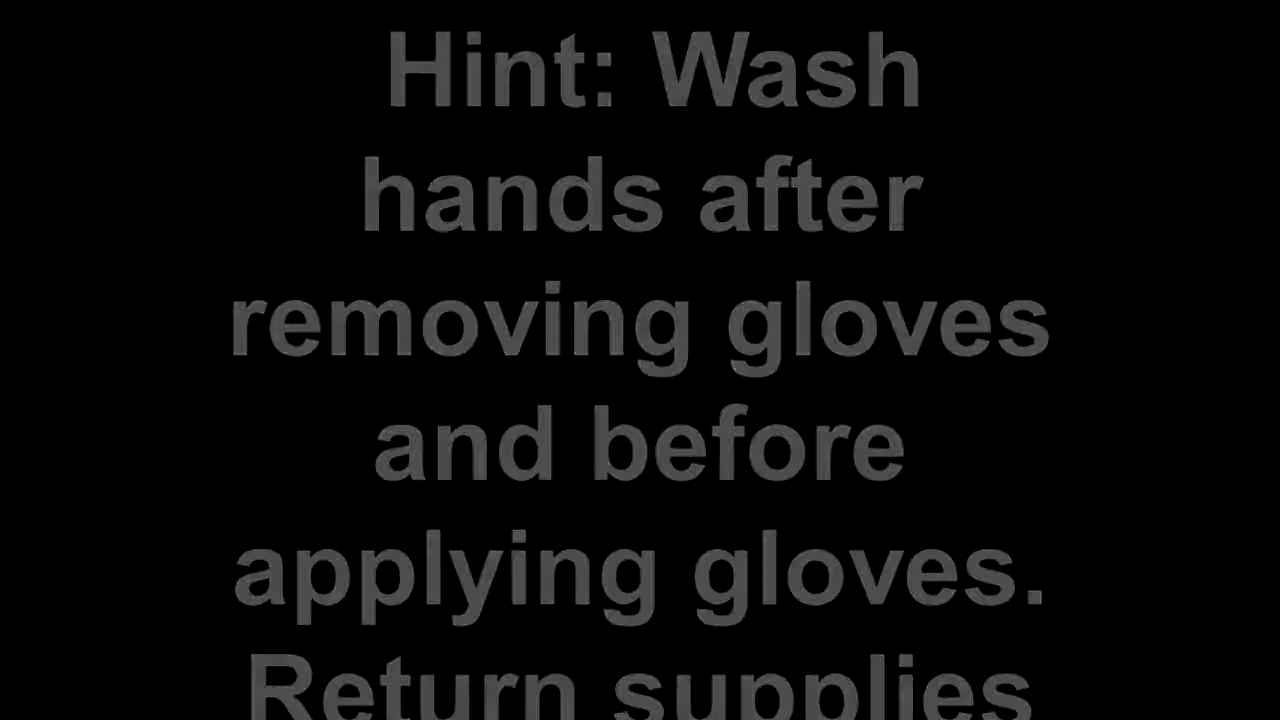 Hint: Wash
hands after
removing gloves
and before
applying gloves.
Return supplies